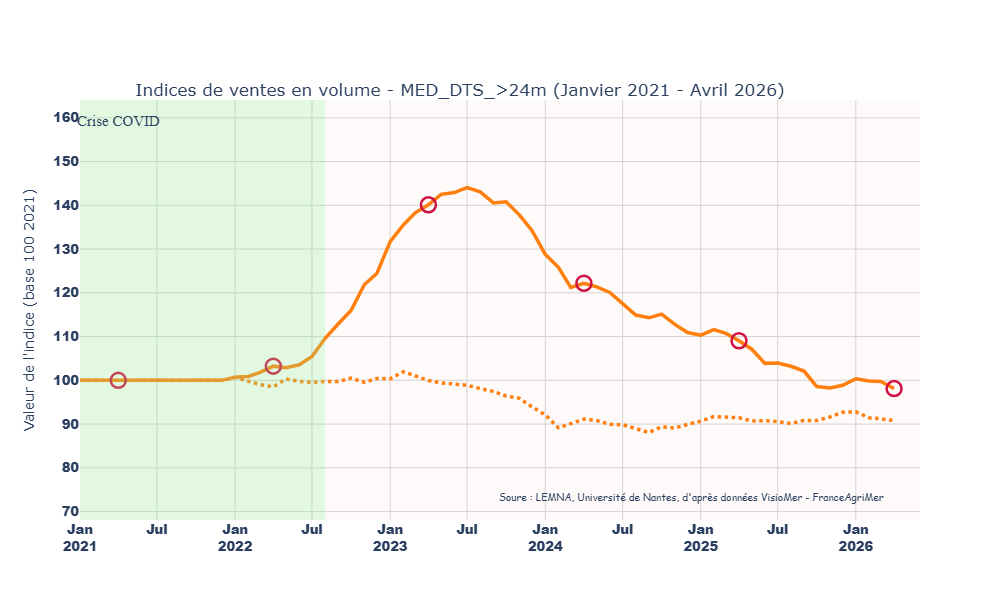 Indices de ventes en volume - MED_DTS_>24m (Janvier 2021 - Avril 2026)
Crise COVID
Valeur de l'indice (base 100 2021)
160
150
140
130
120
110
100
90
80
70
Soure : LEMNA, Université de Nantes, d'après données VisioMer - FranceAgriMer
Jan Jul Jan Jul Jan Jul Jan Jul Jan Jul Jan
2021 2022 2023 2024 2025 2026